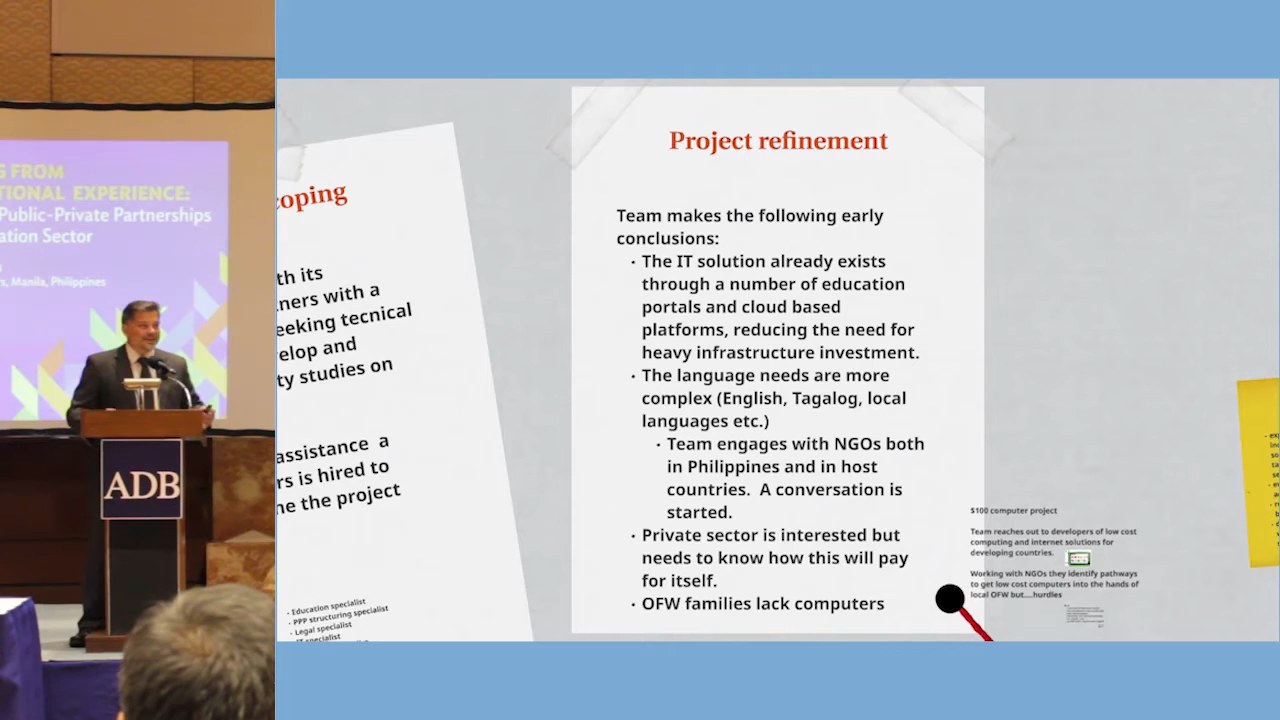 S FROM
TIONAL EXPERIENCE:
Public-Private Partnerships
ation Sector
s, Manila, Philippines
ADB
coping
th its
ners with a
eeking tecnical
elop and
ty studies on
assistance a
rs is hired to
ne the project
· Education specialist
· PPP structuring specialist
· Legal specialist
· IT specialist
Project refinement
Team makes the following early
conclusions:
· The IT solution already exists
through a number of education
portals and cloud based
platforms, reducing the need for
heavy infrastructure investment.
· The language needs are more
complex (English, Tagalog, local
languages etc.)
· Team engages with NGOs both
in Philippines and in host
countries. A conversation is
started.
· Private sector is interested but
needs to know how this will pay
for itself.
· OFW families lack computers
$100 computer project
Team reaches out to developers of low cost
computing and internet solutions for
developing countries.
Working with NGOs they identify pathways
to get low cost computers into the hands of
local OFW but....hurdles